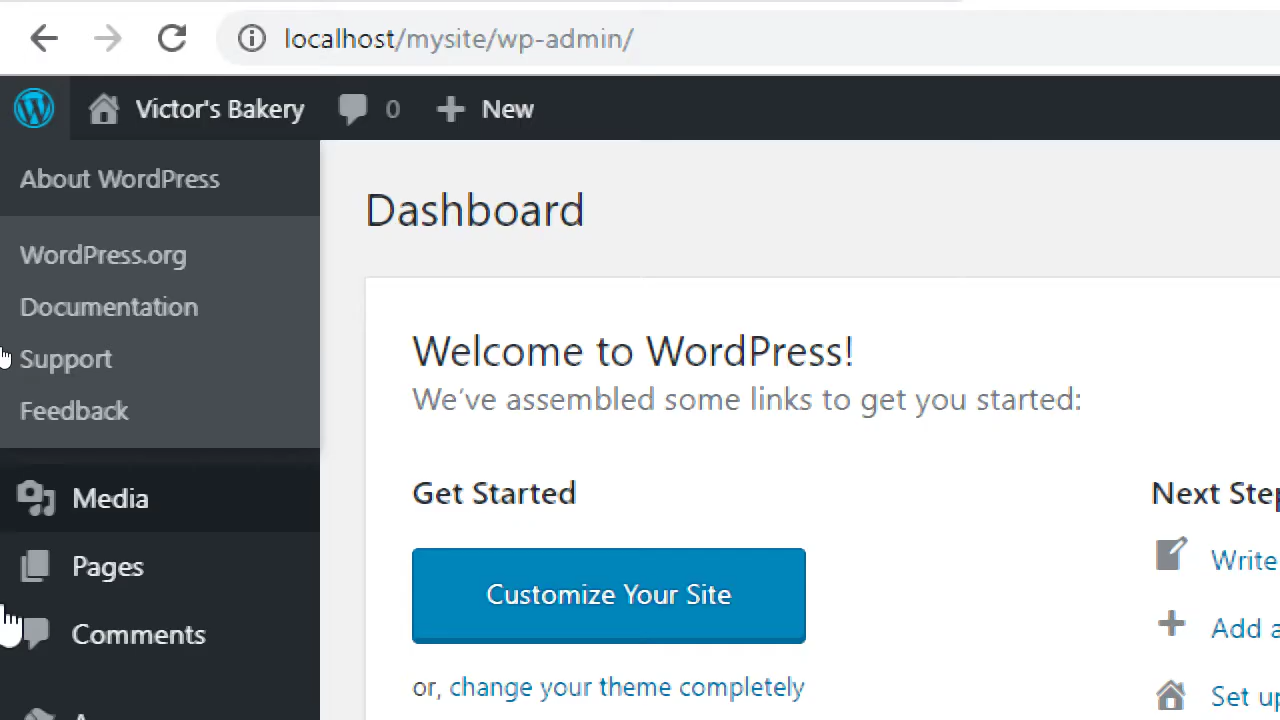 localhost/mysite/wp-admin/
Victor's Bakery 0 New
About WordPress
WordPress.org
Documentation
Support
Feedback
Media
Pages
Comments
Dashboard
Welcome to WordPress!
We’ve assembled some links to get you started:
Get Started
Customize Your Site
or, change your theme completely
Next
Write
Add
Set up